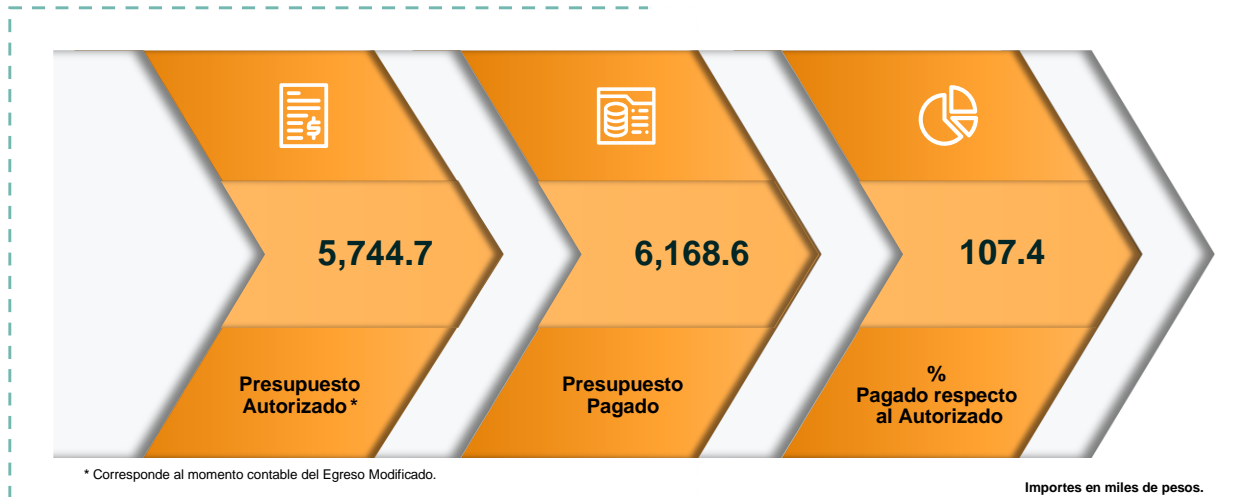 5,744.7
6,168.6
107.4
Presupuesto
Autorizado *
Presupuesto
Pagado
%
Pagado respecto
al Autorizado
* Corresponde al momento contable del Egreso Modificado.
Importes en miles de pesos.